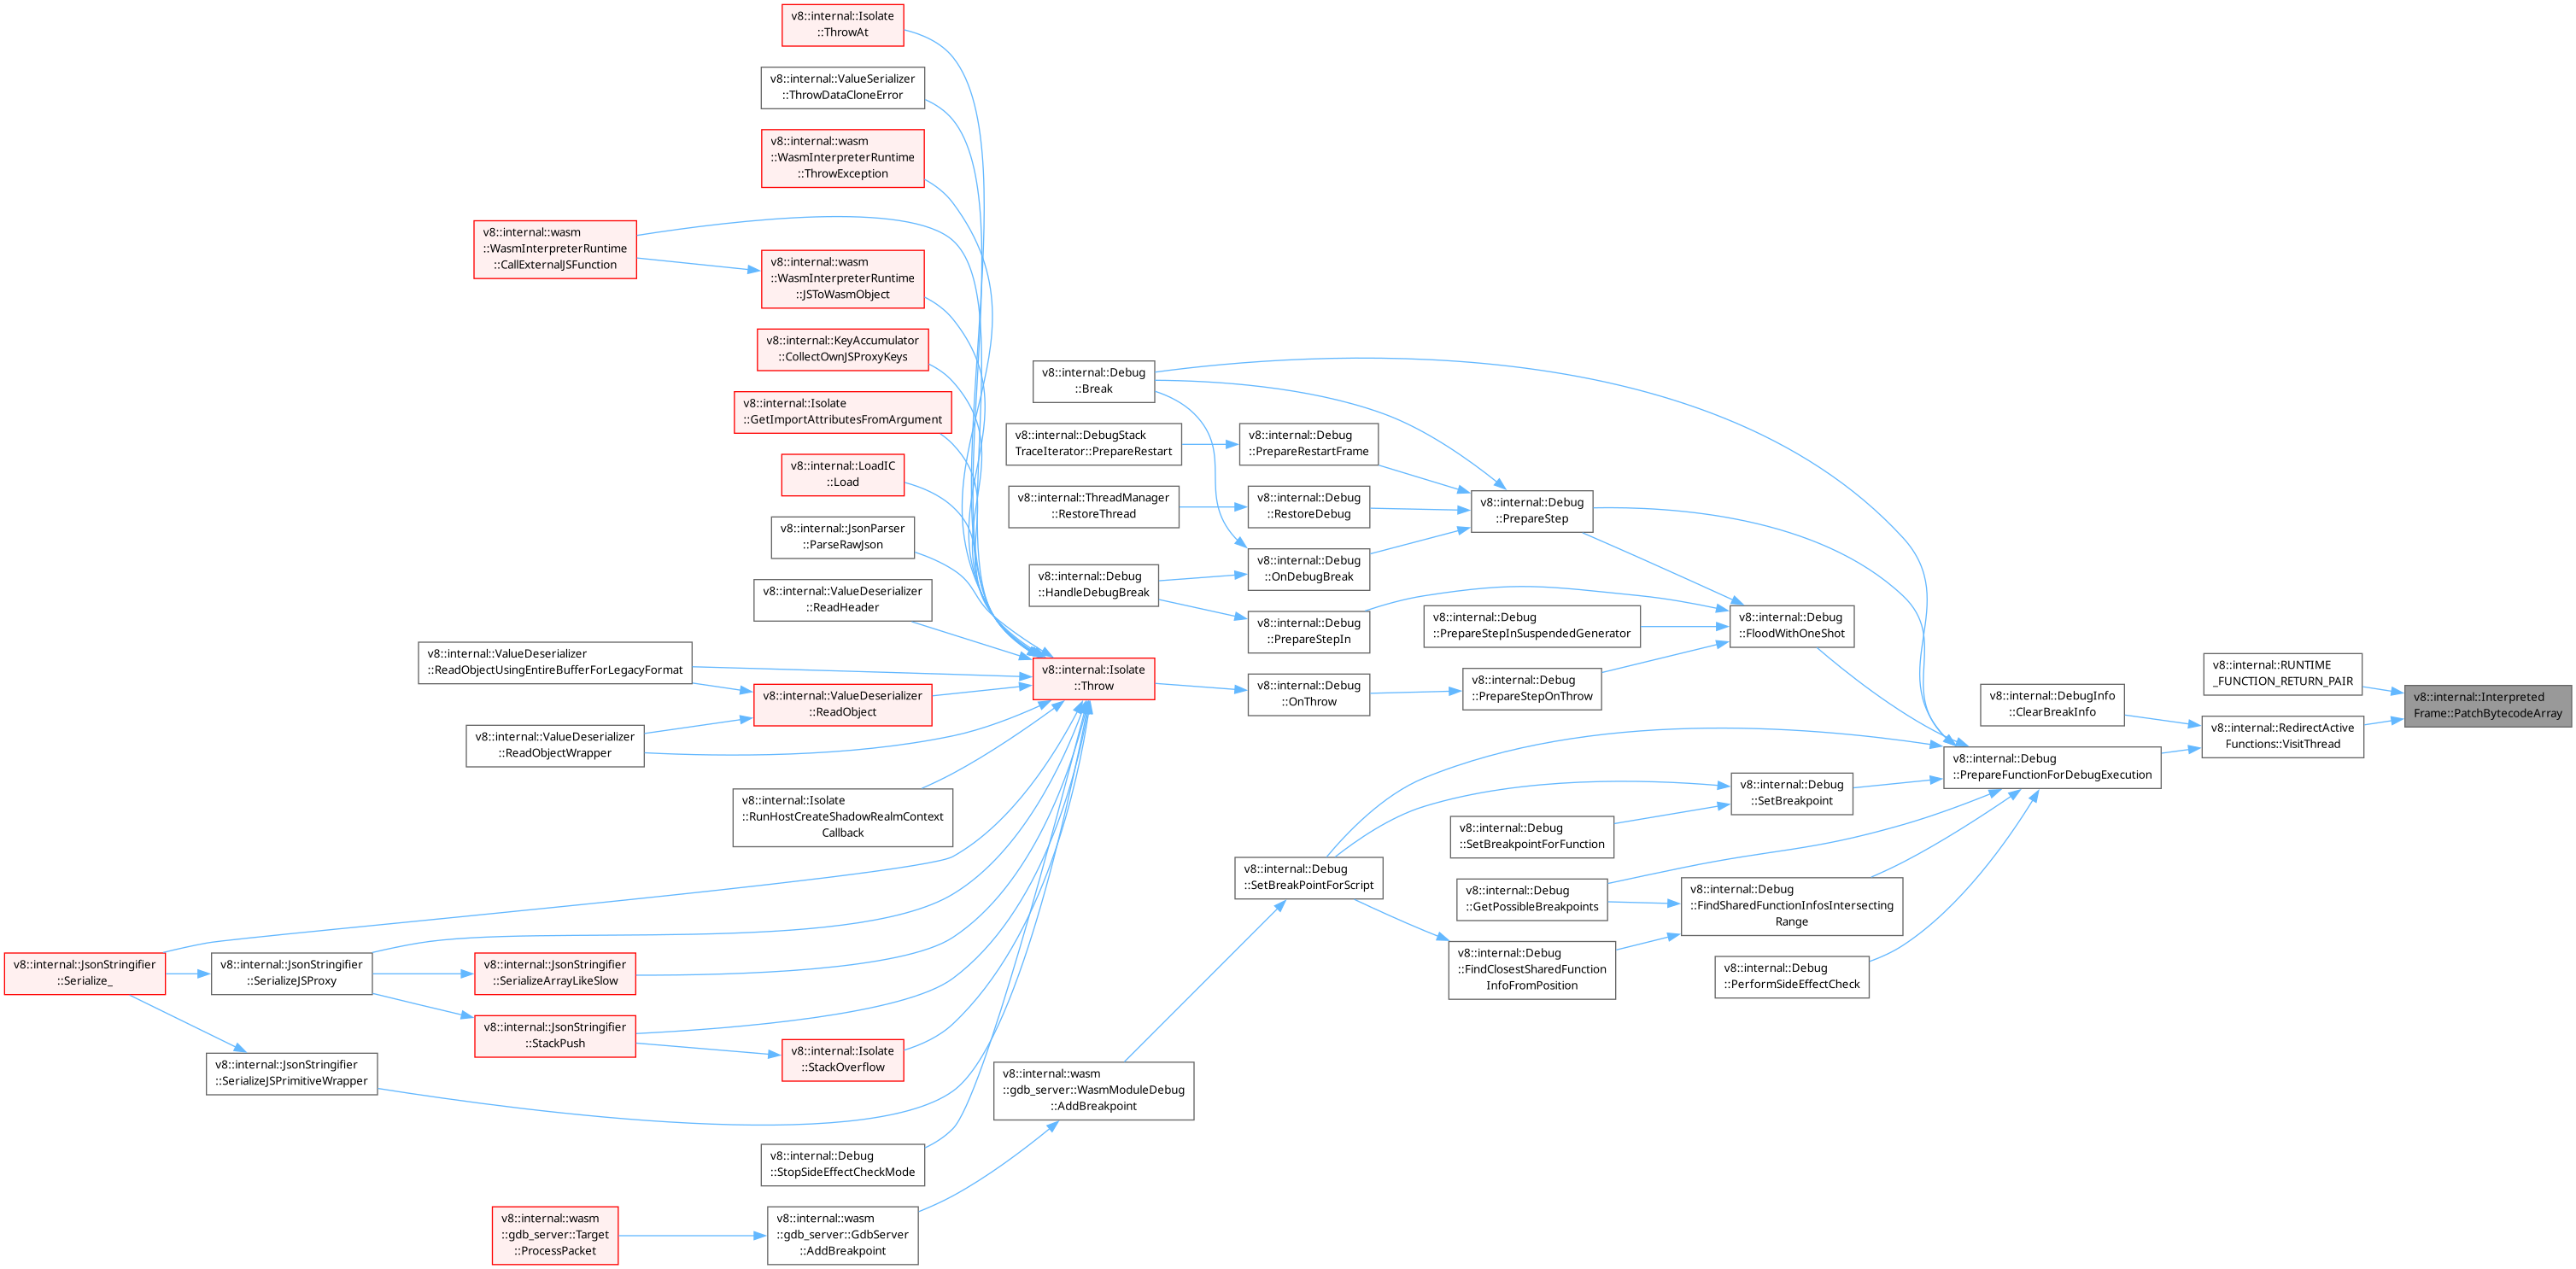 v8::internal::Isolate
::ThrowAt
v8::internal::ValueSerializer
::ThrowDataCloneError
v8::internal::wasm
::WasmInterpreterRuntime
::ThrowException
v8::internal::wasm
::WasmInterpreterRuntime
::CallExternalJSFunction
v8::internal::wasm
::WasmInterpreterRuntime
::JSToWasmObject
v8::internal::KeyAccumulator
::CollectOwnJSProxyKeys
v8::internal::Isolate
::GetImportAttributesFromArgument
v8::internal::LoadIC
::Load
v8::internal::JsonParser
::ParseRawJson
v8::internal::ValueDeserializer
::ReadHeader
v8::internal::ValueDeserializer
::ReadObjectUsingEntireBufferForLegacyFormat
v8::internal::ValueDeserializer
::ReadObject
v8::internal::ValueDeserializer
::ReadObjectWrapper
v8::internal::Isolate
::RunHostCreateShadowRealmContext
Callback
v8::internal::JsonStringifier
::Serialize_
v8::internal::JsonStringifier
::SerializeJSProxy
v8::internal::JsonStringifier
::SerializeArrayLikeSlow
v8::internal::JsonStringifier
::StackPush
v8::internal::Isolate
::StackOverflow
v8::internal::JsonStringifier
::SerializeJSPrimitiveWrapper
v8::internal::Debug
::StopSideEffectCheckMode
v8::internal::wasm
::gdb_server::Target
::ProcessPacket
v8::internal::wasm
::gdb_server::GdbServer
::AddBreakpoint
v8::internal::Debug
::Break
v8::internal::DebugStack
TraceIterator::PrepareRestart
v8::internal::ThreadManager
::RestoreThread
v8::internal::Debug
::HandleDebugBreak
v8::internal::Isolate
::Throw
v8::internal::wasm
::gdb_server::WasmModuleDebug
::AddBreakpoint
v8::internal::Debug
::PrepareRestartFrame
v8::internal::Debug
::RestoreDebug
v8::internal::Debug
::OnDebugBreak
v8::internal::Debug
::PrepareStepIn
v8::internal::Debug
::OnThrow
v8::internal::Debug
::SetBreakPointForScript
v8::internal::Debug
::PrepareStep
v8::internal::Debug
::PrepareStepInSuspendedGenerator
v8::internal::Debug
::PrepareStepOnThrow
v8::internal::Debug
::SetBreakpointForFunction
v8::internal::Debug
::GetPossibleBreakpoints
v8::internal::Debug
::FindClosestSharedFunction
InfoFromPosition
v8::internal::Debug
::FloodWithOneShot
v8::internal::Debug
::SetBreakpoint
v8::internal::Debug
::FindSharedFunctionInfosIntersecting
Range
v8::internal::Debug
::PerformSideEffectCheck
v8::internal::DebugInfo
::ClearBreakInfo
v8::internal::Debug
::PrepareFunctionForDebugExecution
v8::internal::RUNTIME
_FUNCTION_RETURN_PAIR
v8::internal::RedirectActive
Functions::VisitThread
v8::internal::Interpreted
Frame::PatchBytecodeArray